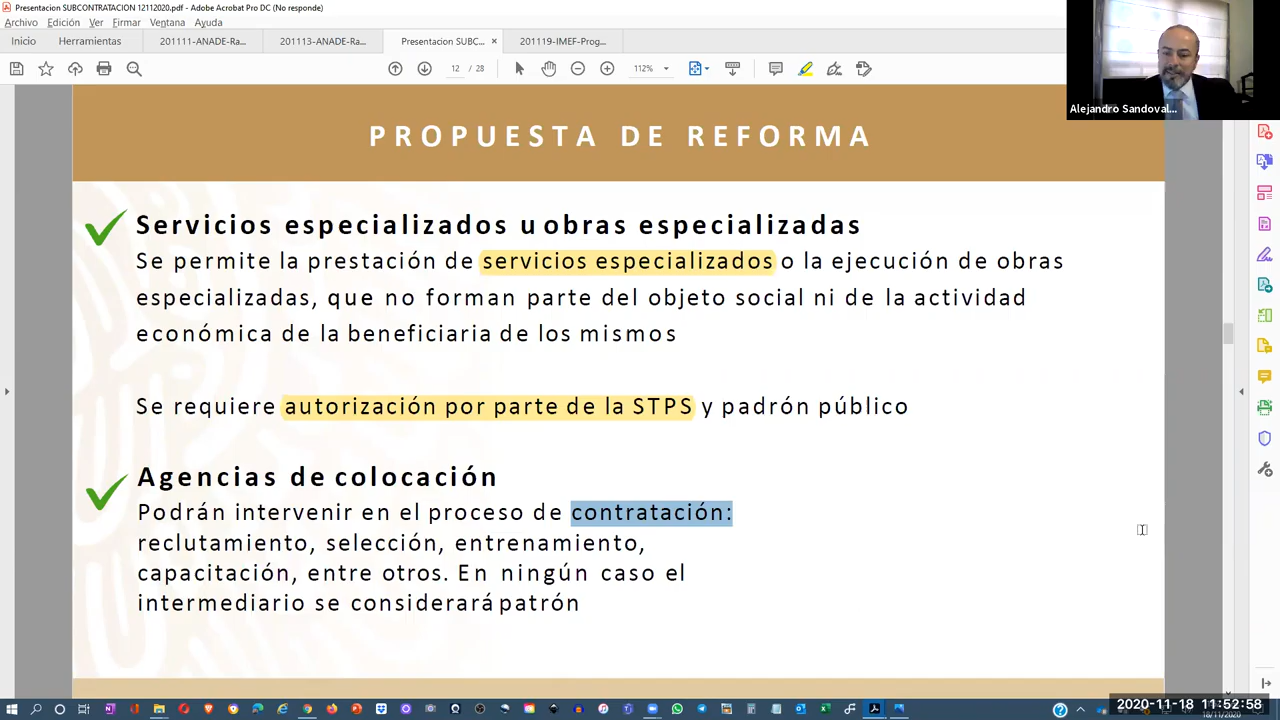 Presentacion SUBCONTRATACION 12112020.pdf - Adobe Acrobat Pro DC (No responde)
Archivo Edición Ver Firmar Ventana Ayuda
Inicio Herramientas 201111-ANADE-Ra... 201113-ANADE-Ra... Presentacion SUBC... × 201119-IMEF-Prog...
12 / 28 112%
Alejandro Sandoval...
PROPUESTA DE REFORMA
Servicios especializados u obras especializadas
Se permite la prestación de servicios especializados o la ejecución de obras
especializadas, que no forman parte del objeto social ni de la actividad
económica de la beneficiaria de los mismos
Se requiere autorización por parte de la STPS y padrón público
Agencias de colocación
Podrán intervenir en el proceso de contratación:
reclutamiento, selección, entrenamiento,
capacitación, entre otros. En ningún caso el
intermediario se considerará patrón
2020-11-18 11:52:58
18/11/2020